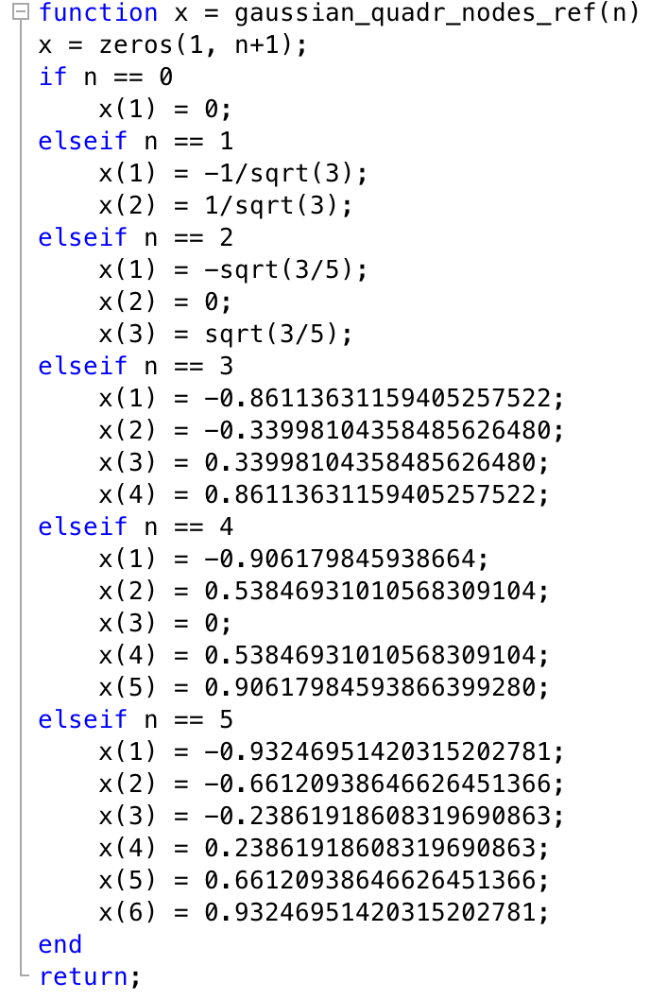 function x = gaussian_quadr_nodes_ref(n)
x = zeros(1, n+1);
if n == 0
    x(1) = 0;
elseif n == 1
    x(1) = -1/sqrt(3);
    x(2) = 1/sqrt(3);
elseif n == 2
    x(1) = -sqrt(3/5);
    x(2) = 0;
    x(3) = sqrt(3/5);
elseif n == 3
    x(1) = -0.86113631159405257522;
    x(2) = -0.33998104358485626480;
    x(3) = 0.33998104358485626480;
    x(4) = 0.86113631159405257522;
elseif n == 4
    x(1) = -0.906179845938664;
    x(2) = 0.53846931010568309104;
    x(3) = 0;
    x(4) = 0.53846931010568309104;
    x(5) = 0.90617984593866399280;
elseif n == 5
    x(1) = -0.93246951420315202781;
    x(2) = -0.66120938646626451366;
    x(3) = -0.23861918608319690863;
    x(4) = 0.23861918608319690863;
    x(5) = 0.66120938646626451366;
    x(6) = 0.93246951420315202781;
end
return;